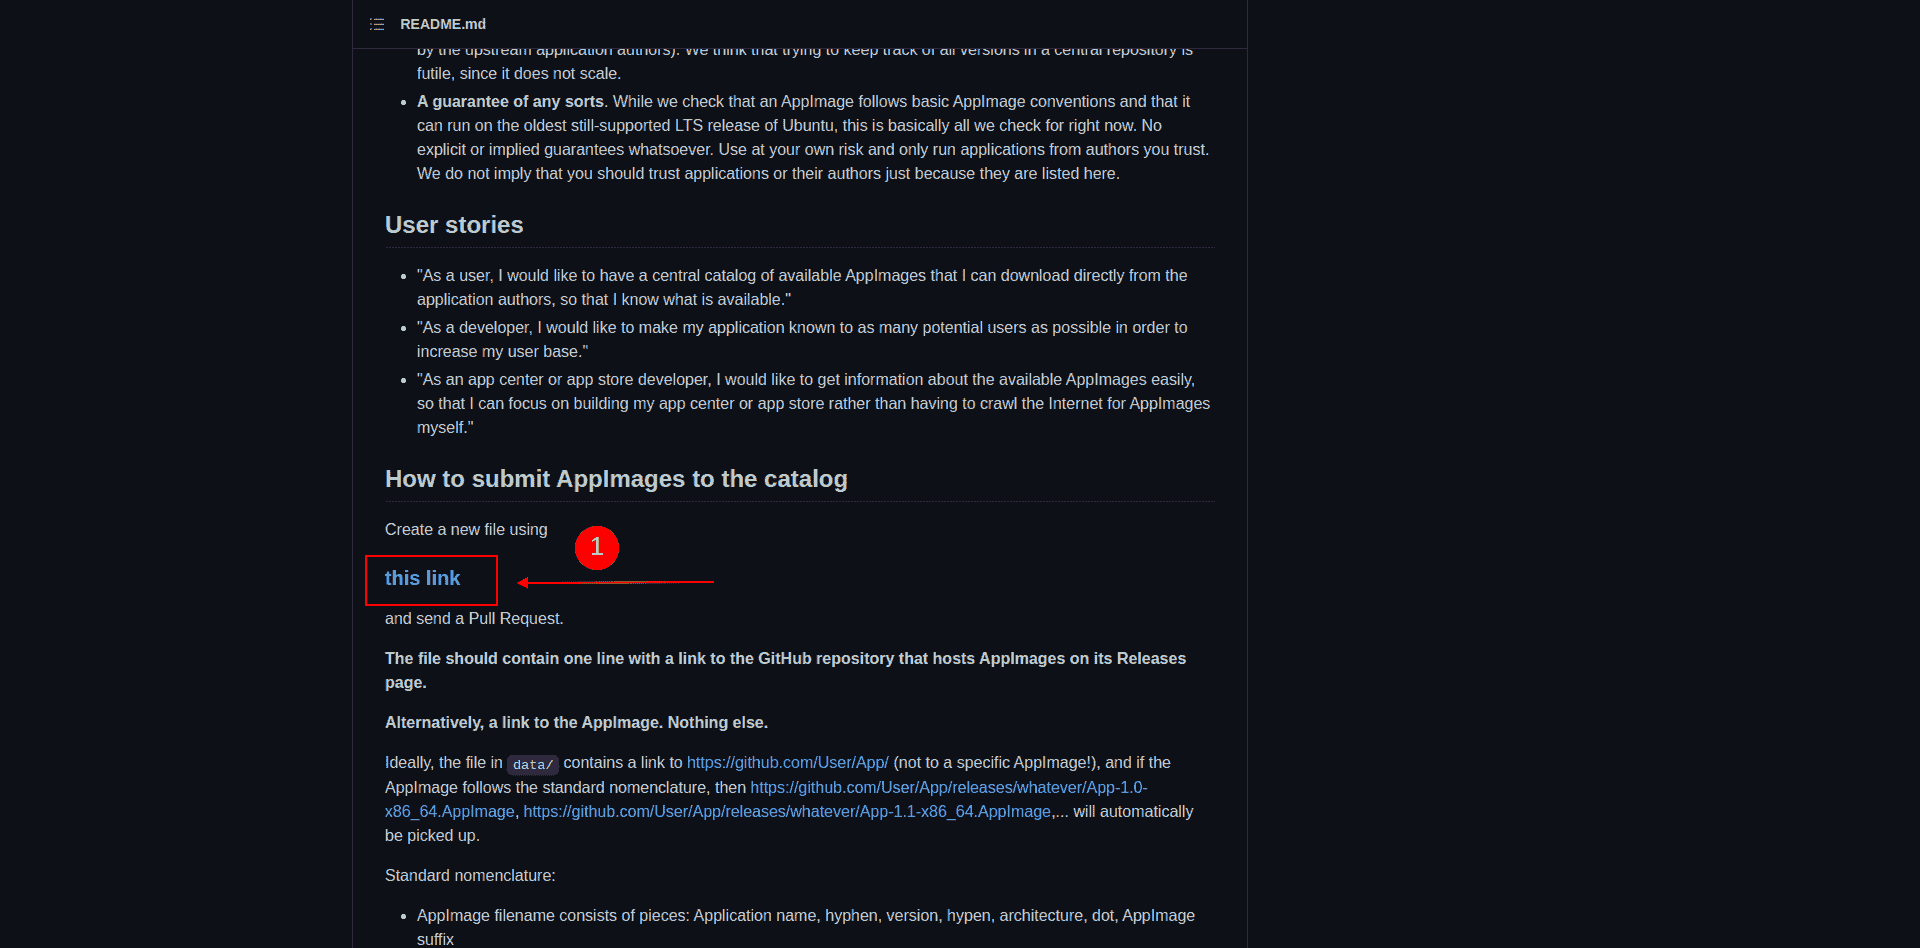 README.md
by the upstream application authors). We think that trying to keep track of all versions in a central repository is
futile, since it does not scale.
A guarantee of any sorts. While we check that an AppImage follows basic AppImage conventions and that it
can run on the oldest still-supported LTS release of Ubuntu, this is basically all we check for right now. No
explicit or implied guarantees whatsoever. Use at your own risk and only run applications from authors you trust.
We do not imply that you should trust applications or their authors just because they are listed here.
User stories
"As a user, I would like to have a central catalog of available AppImages that I can download directly from the
application authors, so that I know what is available."
"As a developer, I would like to make my application known to as many potential users as possible in order to
increase my user base."
"As an app center or app store developer, I would like to get information about the available AppImages easily,
so that I can focus on building my app center or app store rather than having to crawl the Internet for AppImages
myself."
How to submit AppImages to the catalog
Create a new file using
1
this link
and send a Pull Request.
The file should contain one line with a link to the GitHub repository that hosts AppImages on its Releases
page.
Alternatively, a link to the AppImage. Nothing else.
Ideally, the file in data/ contains a link to https://github.com/User/App/ (not to a specific AppImage!), and if the
AppImage follows the standard nomenclature, then https://github.com/User/App/releases/whatever/App-1.0-
x86_64.AppImage, https://github.com/User/App/releases/whatever/App-1.1-x86_64.AppImage,... will automatically
be picked up.
Standard nomenclature:
AppImage filename consists of pieces: Application name, hyphen, version, hypen, architecture, dot, AppImage
suffix